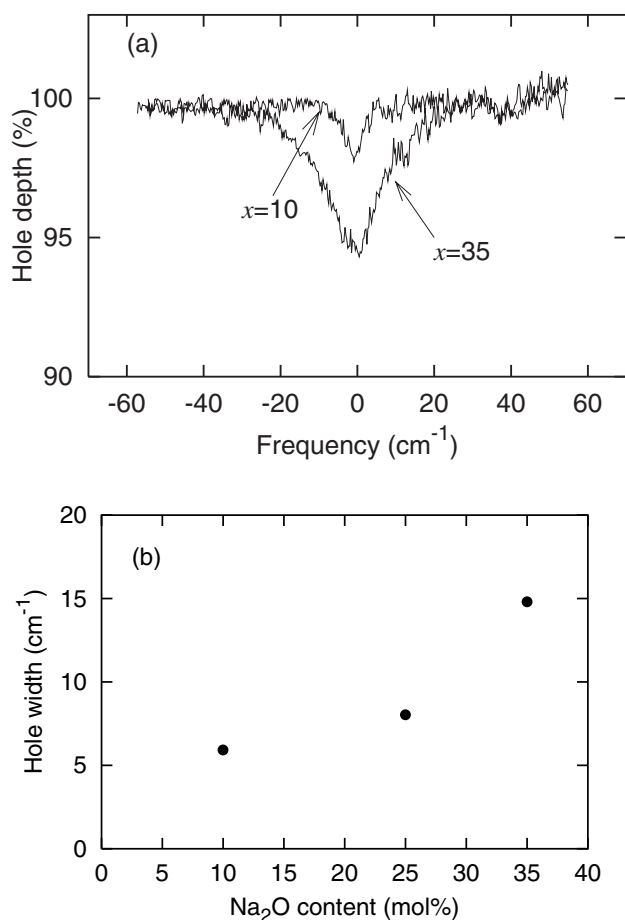 (a)
100
95
90
Hole depth (%)
x=10
x=35
-60 -40 -20 0 20 40 60
Frequency (cm⁻¹)
20
(b)
15
10
5
0
Hole width (cm⁻¹)
0 5 10 15 20 25 30 35 40
Na₂O content (mol%)